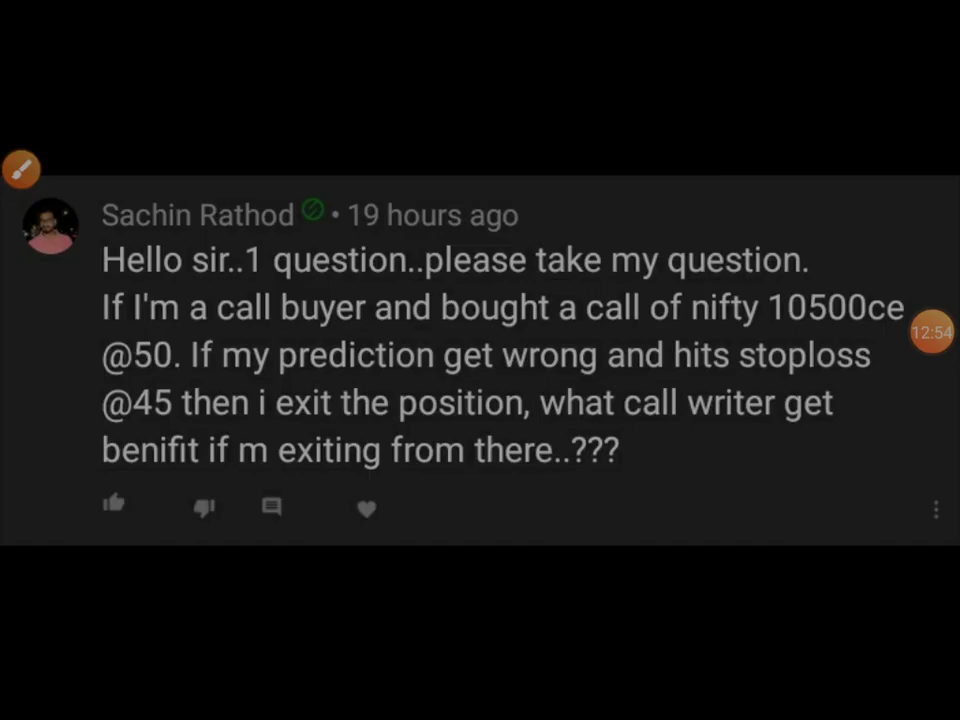 Sachin Rathod • 19 hours ago
Hello sir..1 question..please take my question.
If I'm a call buyer and bought a call of nifty 10500ce
@50. If my prediction get wrong and hits stoploss
@45 then i exit the position, what call writer get
benifit if m exiting from there..???
12:54